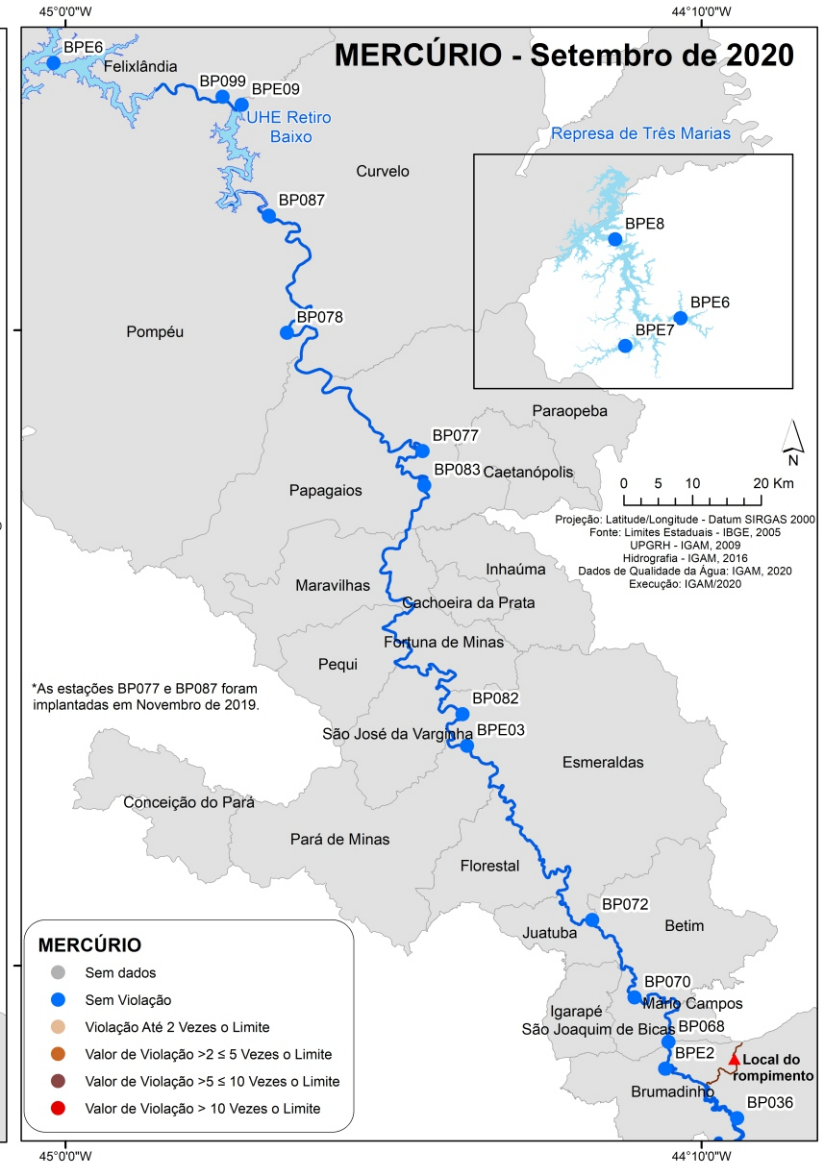 45°0'0"W
44°10'0"W
MERCÚRIO - Setembro de 2020
BPE6
Felixlândia
BP099
BPE09
UHE Retiro
Baixo
Represa de Três Marias
Curvelo
BP087
BPE8
BPE6
BPE7
BP078
Pompéu
Paraopeba
BP077
BP083
Caetanópolis
Papagaios
N
0 5 10 20 Km
Projeção: Latitude/Longitude - Datum SIRGAS 2000
Fonte: Limites Estaduais - IBGE, 2005
UPGRH - IGAM, 2009
Hidrografia - IGAM, 2016
Dados de Qualidade da Água: IGAM, 2020
Execução: IGAM/2020
Inhaúma
Maravilhas
Cachoeira da Prata
Fortuna de Minas
Pequi
*As estações BP077 e BP087 foram
implantadas em Novembro de 2019.
BP082
São José da Varginha
BPE03
Esmeraldas
Conceição do Pará
Pará de Minas
Florestal
BP072
Juatuba
Betim
BP070
Mário Campos
Igarapé
São Joaquim de Bicas
BP068
BPE2
Local do
rompimento
Brumadinho
BP036
MERCÚRIO
Sem dados
Sem Violação
Violação Até 2 Vezes o Limite
Valor de Violação >2 ≤ 5 Vezes o Limite
Valor de Violação >5 ≤ 10 Vezes o Limite
Valor de Violação > 10 Vezes o Limite
45°0'0"W
44°10'0"W